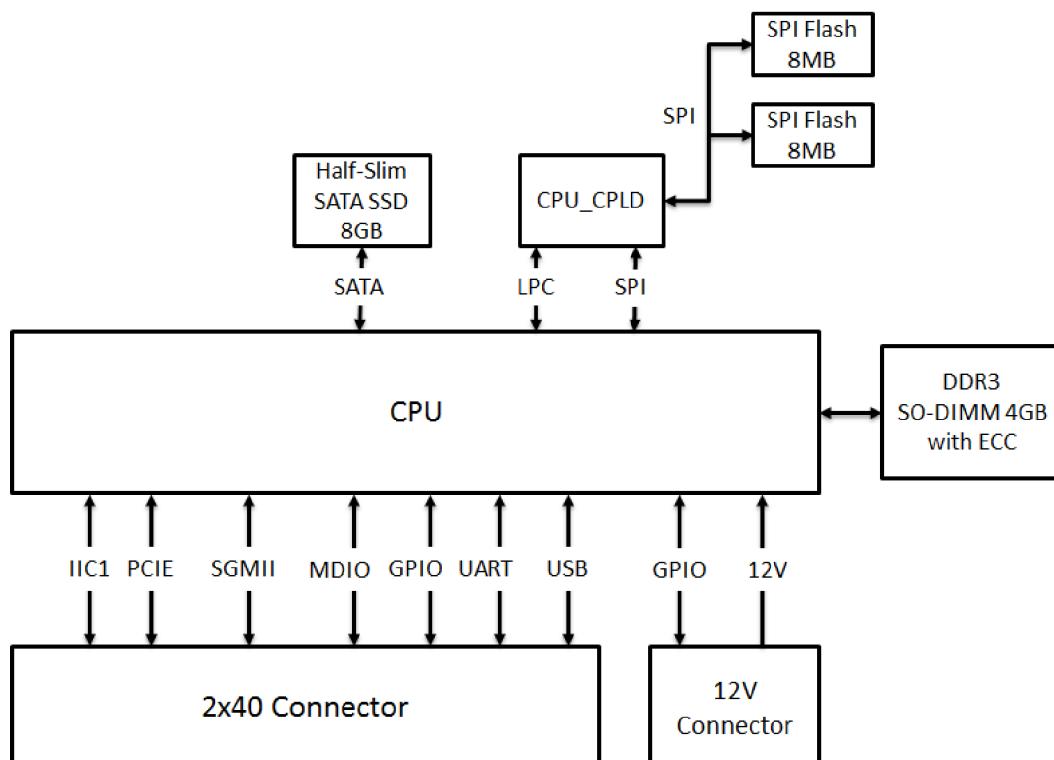 SPI Flash
8MB
SPI
SPI Flash
8MB
Half-Slim
SATA SSD
8GB
CPU_CPLD
SATA
LPC
SPI
CPU
DDR3
SO-DIMM 4GB
with ECC
IIC1
PCIE
SGMII
MDIO
GPIO
UART
USB
GPIO
12V
2x40 Connector
12V
Connector